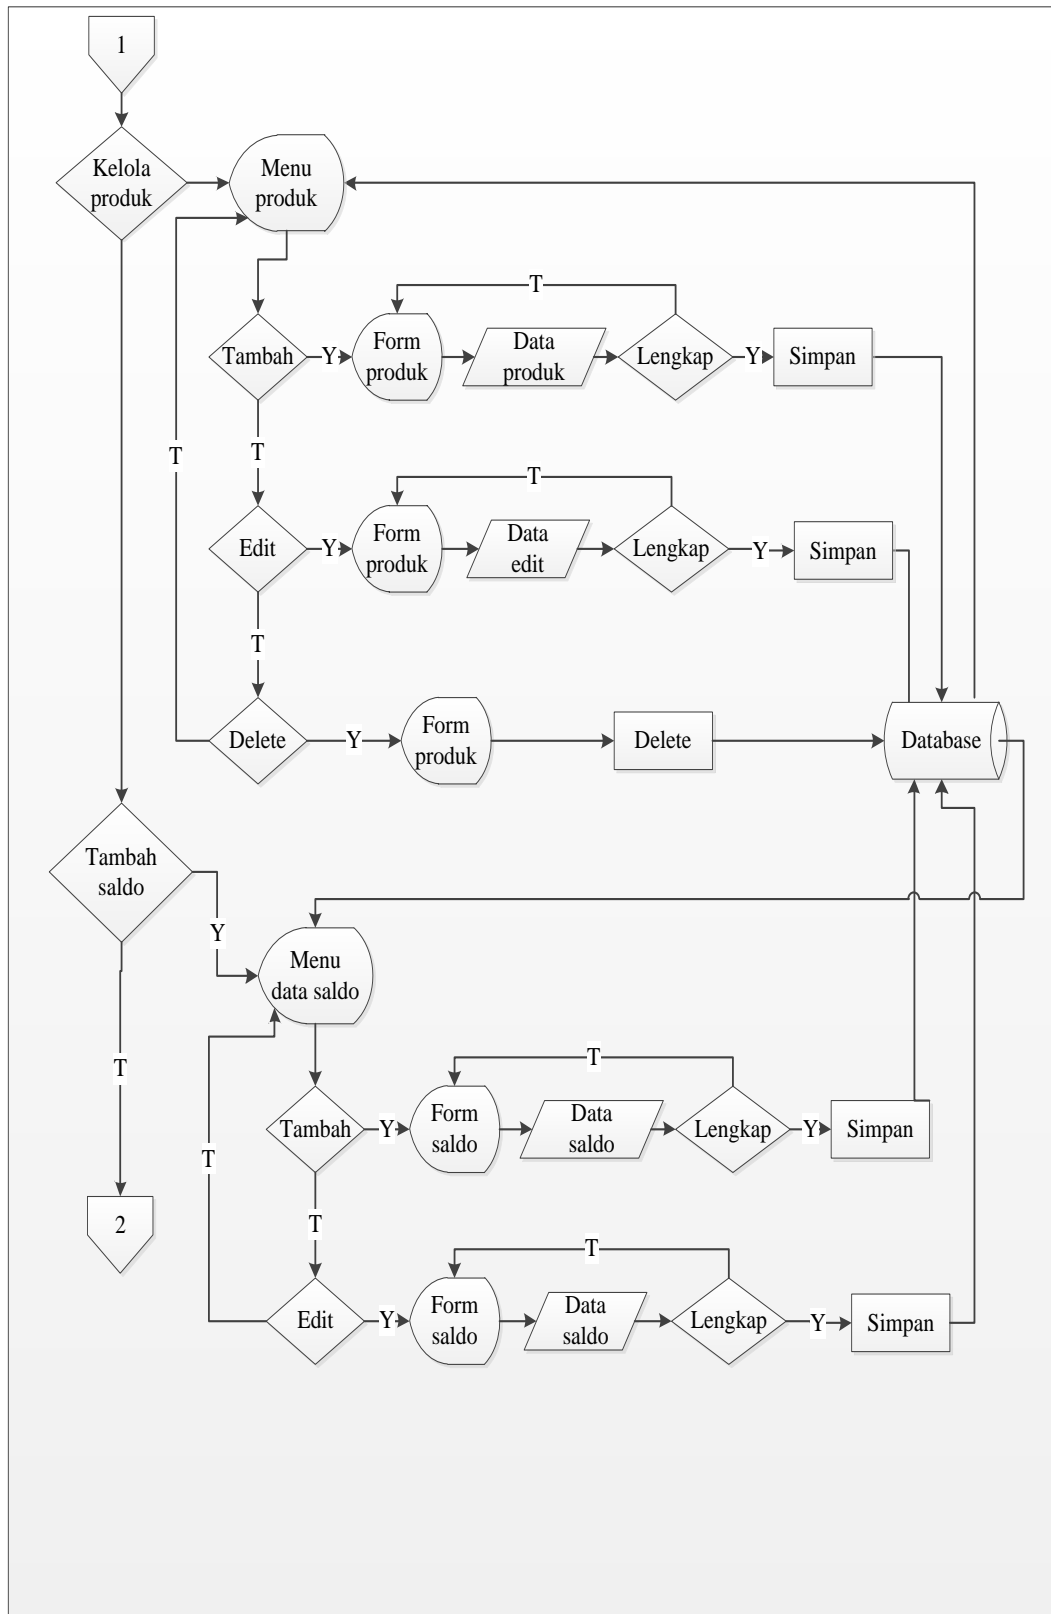 1
Kelola
produk
Menu
produk
T
Tambah
Y
Form
produk
Data
produk
Lengkap
Y
Simpan
T
T
T
Edit
Y
Form
produk
Data
edit
Lengkap
Y
Simpan
T
Delete
Y
Form
produk
Delete
Database
Tambah
saldo
Y
Menu
data saldo
T
T
Tambah
Y
Form
saldo
Data
saldo
Lengkap
Y
Simpan
T
2
T
T
Edit
Y
Form
saldo
Data
saldo
Lengkap
Y
Simpan